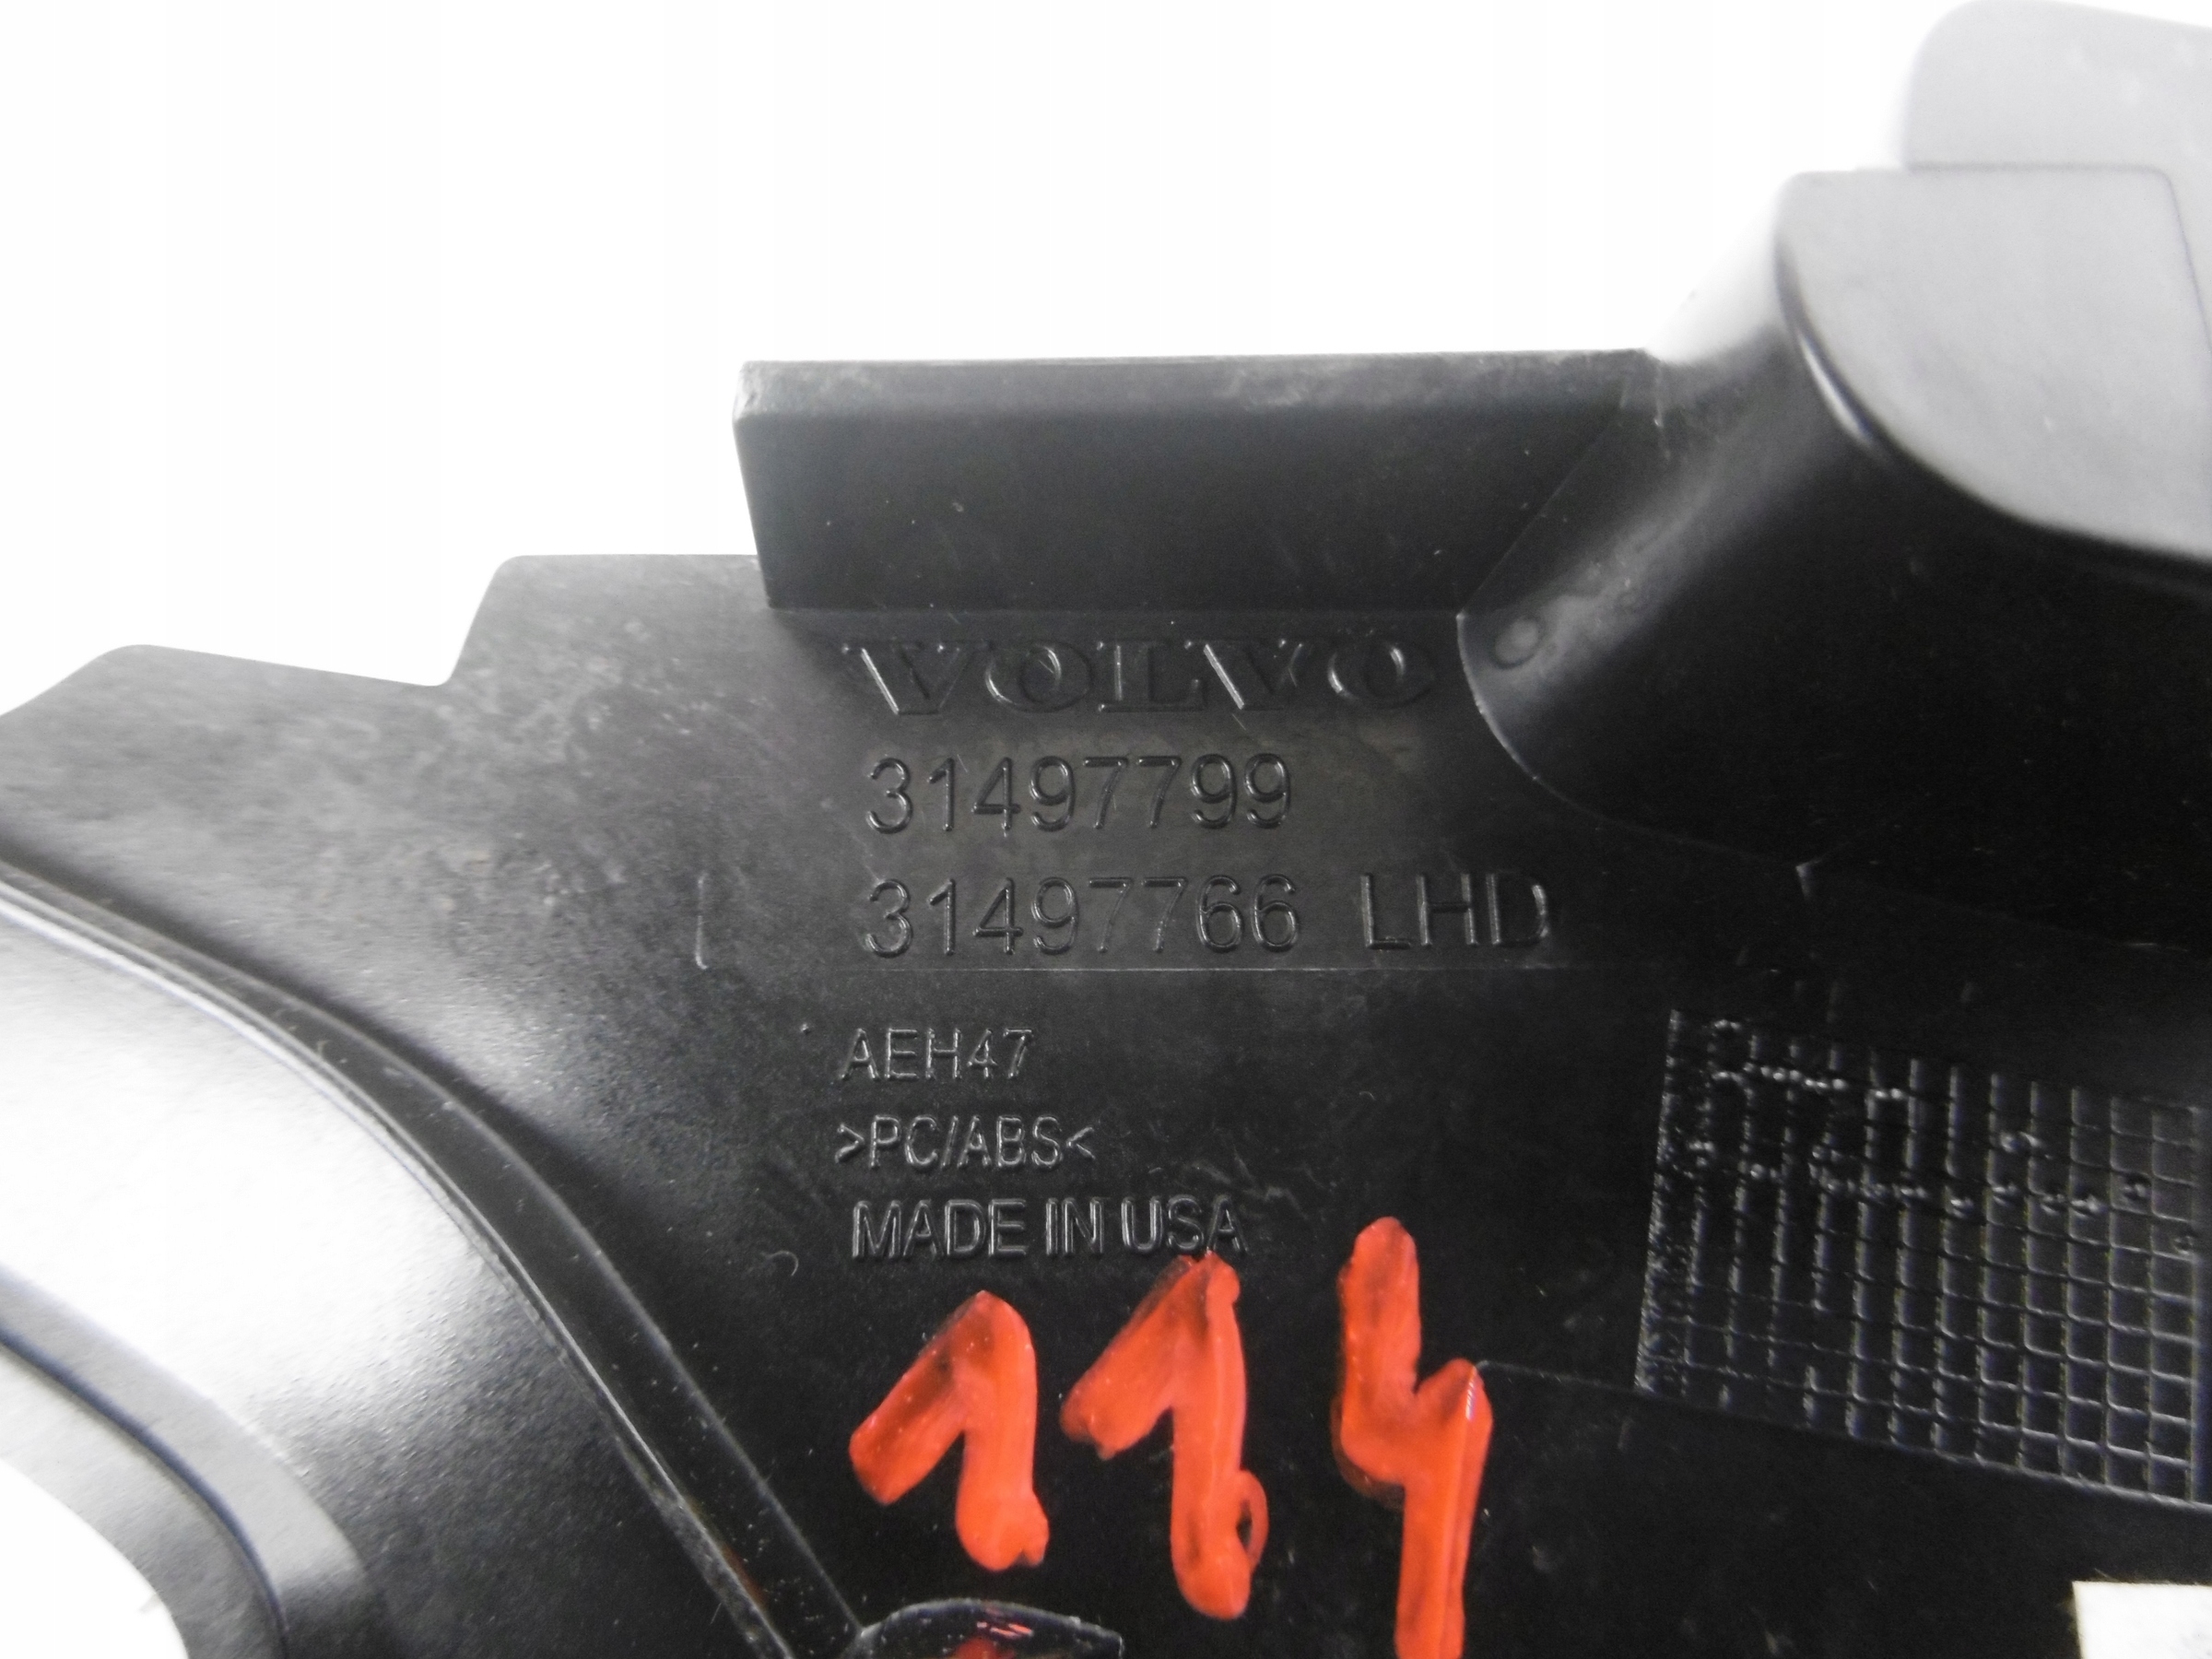 VOLVO
31497799
31497766 LHD
AEH47
>PC/ABS<
MADE IN USA
114